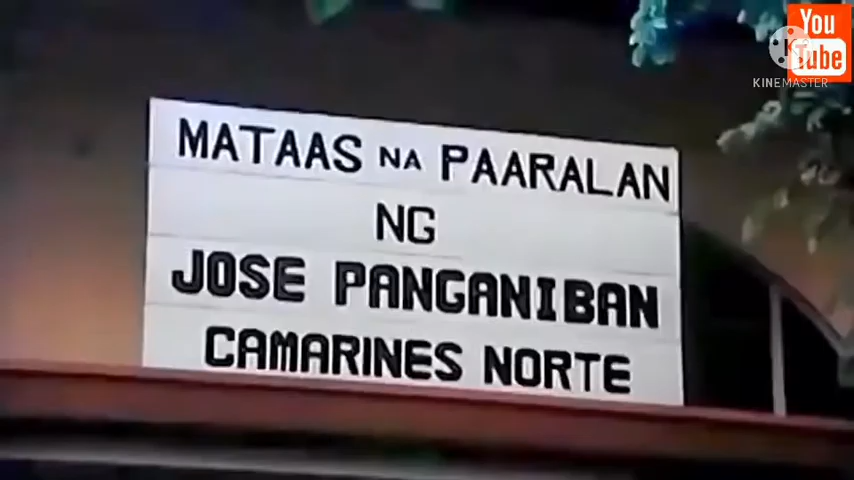 You
Tube
KINEMASTER
MATAAS NA PAARALAN
NG
JOSE PANGANIBAN
CAMARINES NORTE